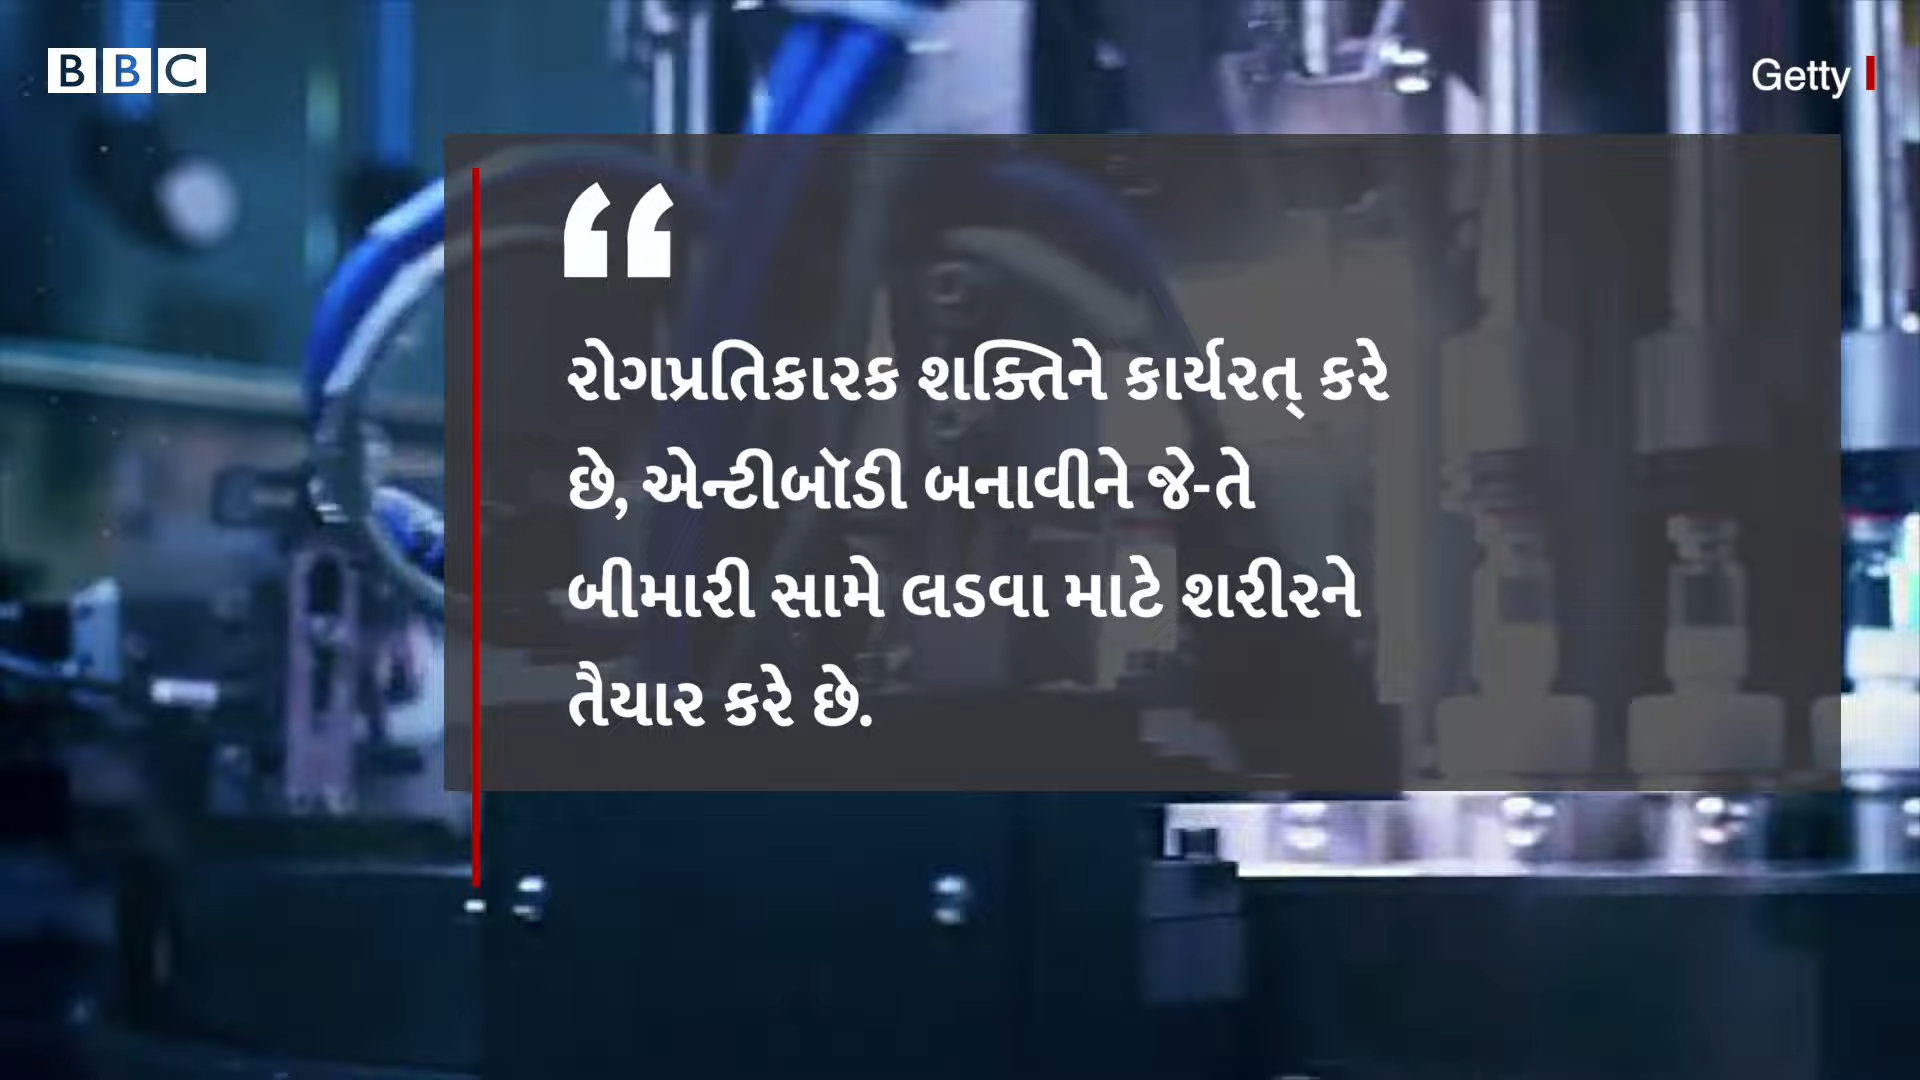 BBC
Getty
“
રોગપ્રતિકારક શક્તિને કાર્યરત્ કરે
છે, એન્ટીબૉડી બનાવીને જે-તે
બીમારી સામે લડવા માટે શરીરને
તૈયાર કરે છે.